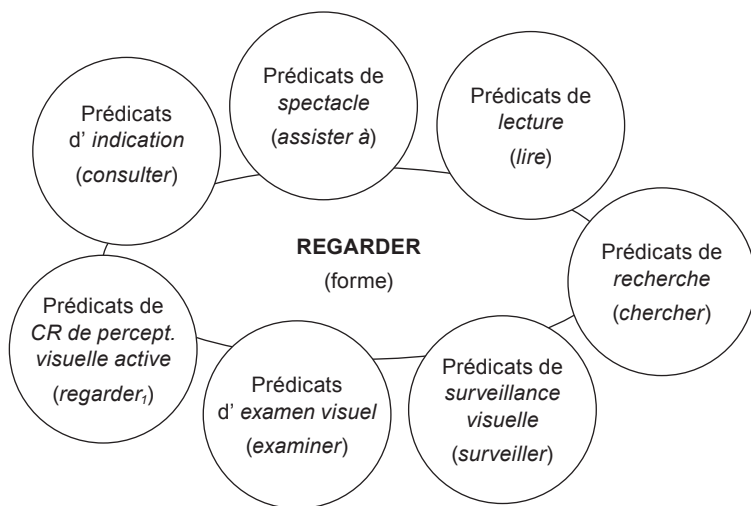 Prédicats de
spectacle
(assister à)
Prédicats
d' indication
(consulter)
Prédicats de
lecture
(lire)
REGARDER
(forme)
Prédicats de
recherche
(chercher)
Prédicats de
CR de percept.
visuelle active
(regarder₁)
Prédicats
d' examen visuel
(examiner)
Prédicats de
surveillance
visuelle
(surveiller)